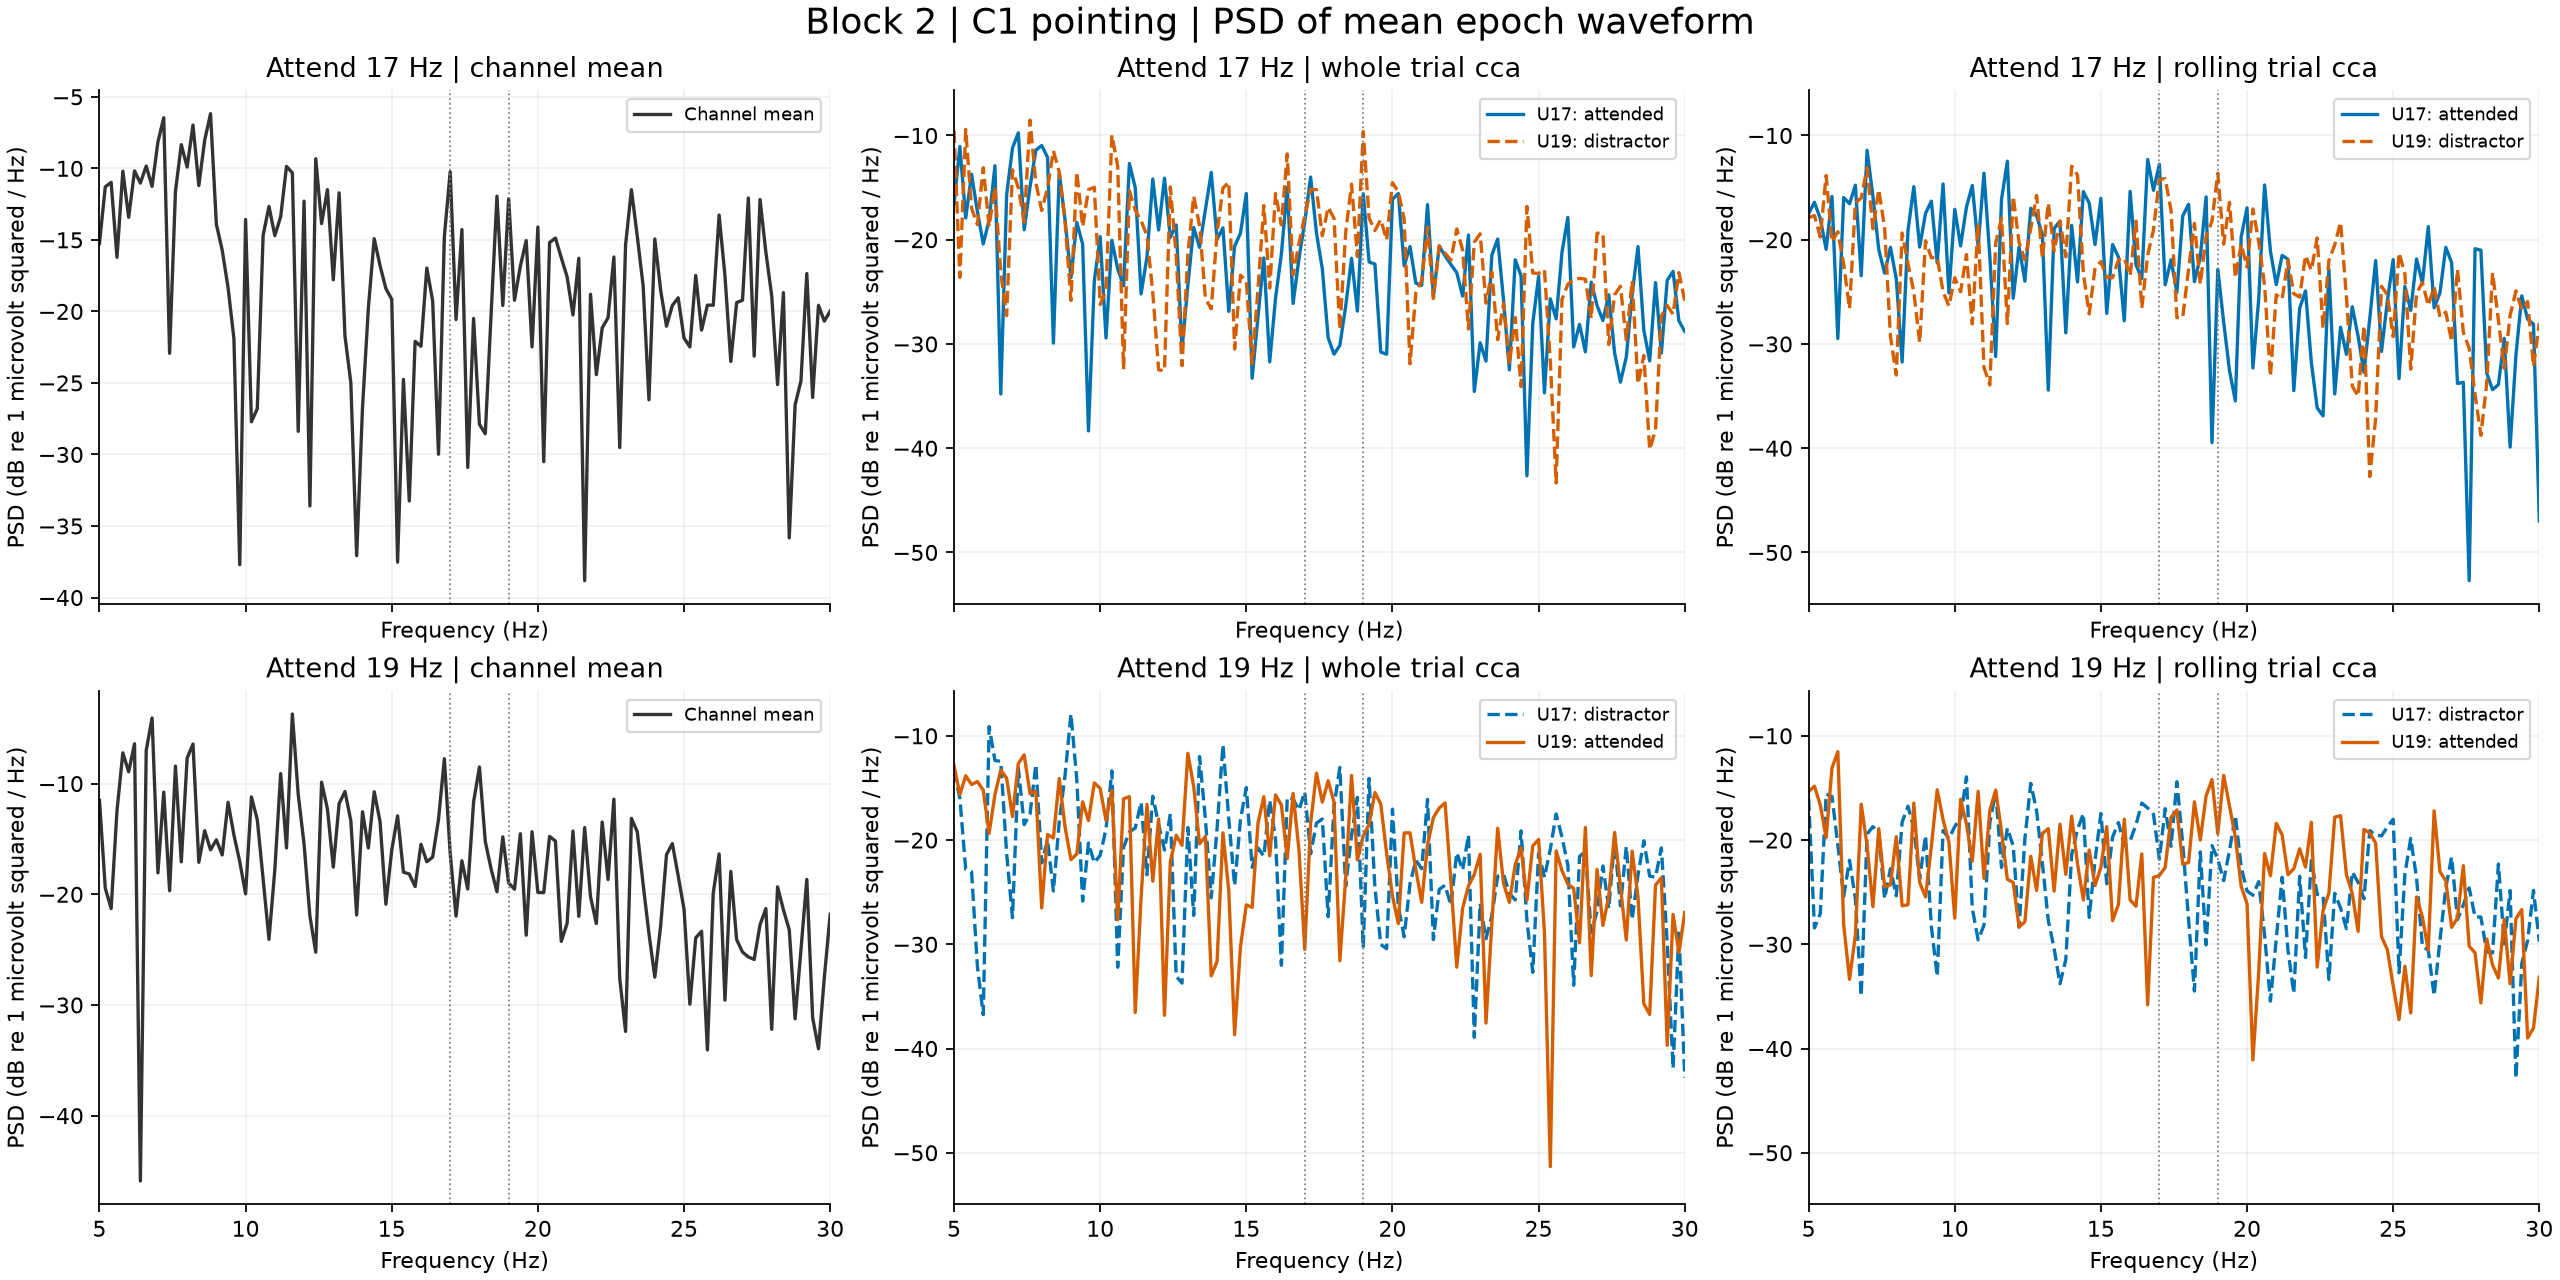 Block 2 | C1 pointing | PSD of mean epoch waveform
Attend 17 Hz | channel mean
Channel mean
PSD (dB re 1 microvolt squared / Hz)
−5
−10
−15
−20
−25
−30
−35
−40
Frequency (Hz)
Attend 17 Hz | whole trial cca
U17: attended
U19: distractor
PSD (dB re 1 microvolt squared / Hz)
−10
−20
−30
−40
−50
Frequency (Hz)
Attend 17 Hz | rolling trial cca
U17: attended
U19: distractor
PSD (dB re 1 microvolt squared / Hz)
−10
−20
−30
−40
−50
Frequency (Hz)
Attend 19 Hz | channel mean
Channel mean
PSD (dB re 1 microvolt squared / Hz)
−10
−20
−30
−40
5 10 15 20 25 30
Frequency (Hz)
Attend 19 Hz | whole trial cca
U17: distractor
U19: attended
PSD (dB re 1 microvolt squared / Hz)
−10
−20
−30
−40
−50
5 10 15 20 25 30
Frequency (Hz)
Attend 19 Hz | rolling trial cca
U17: distractor
U19: attended
PSD (dB re 1 microvolt squared / Hz)
−10
−20
−30
−40
−50
5 10 15 20 25 30
Frequency (Hz)